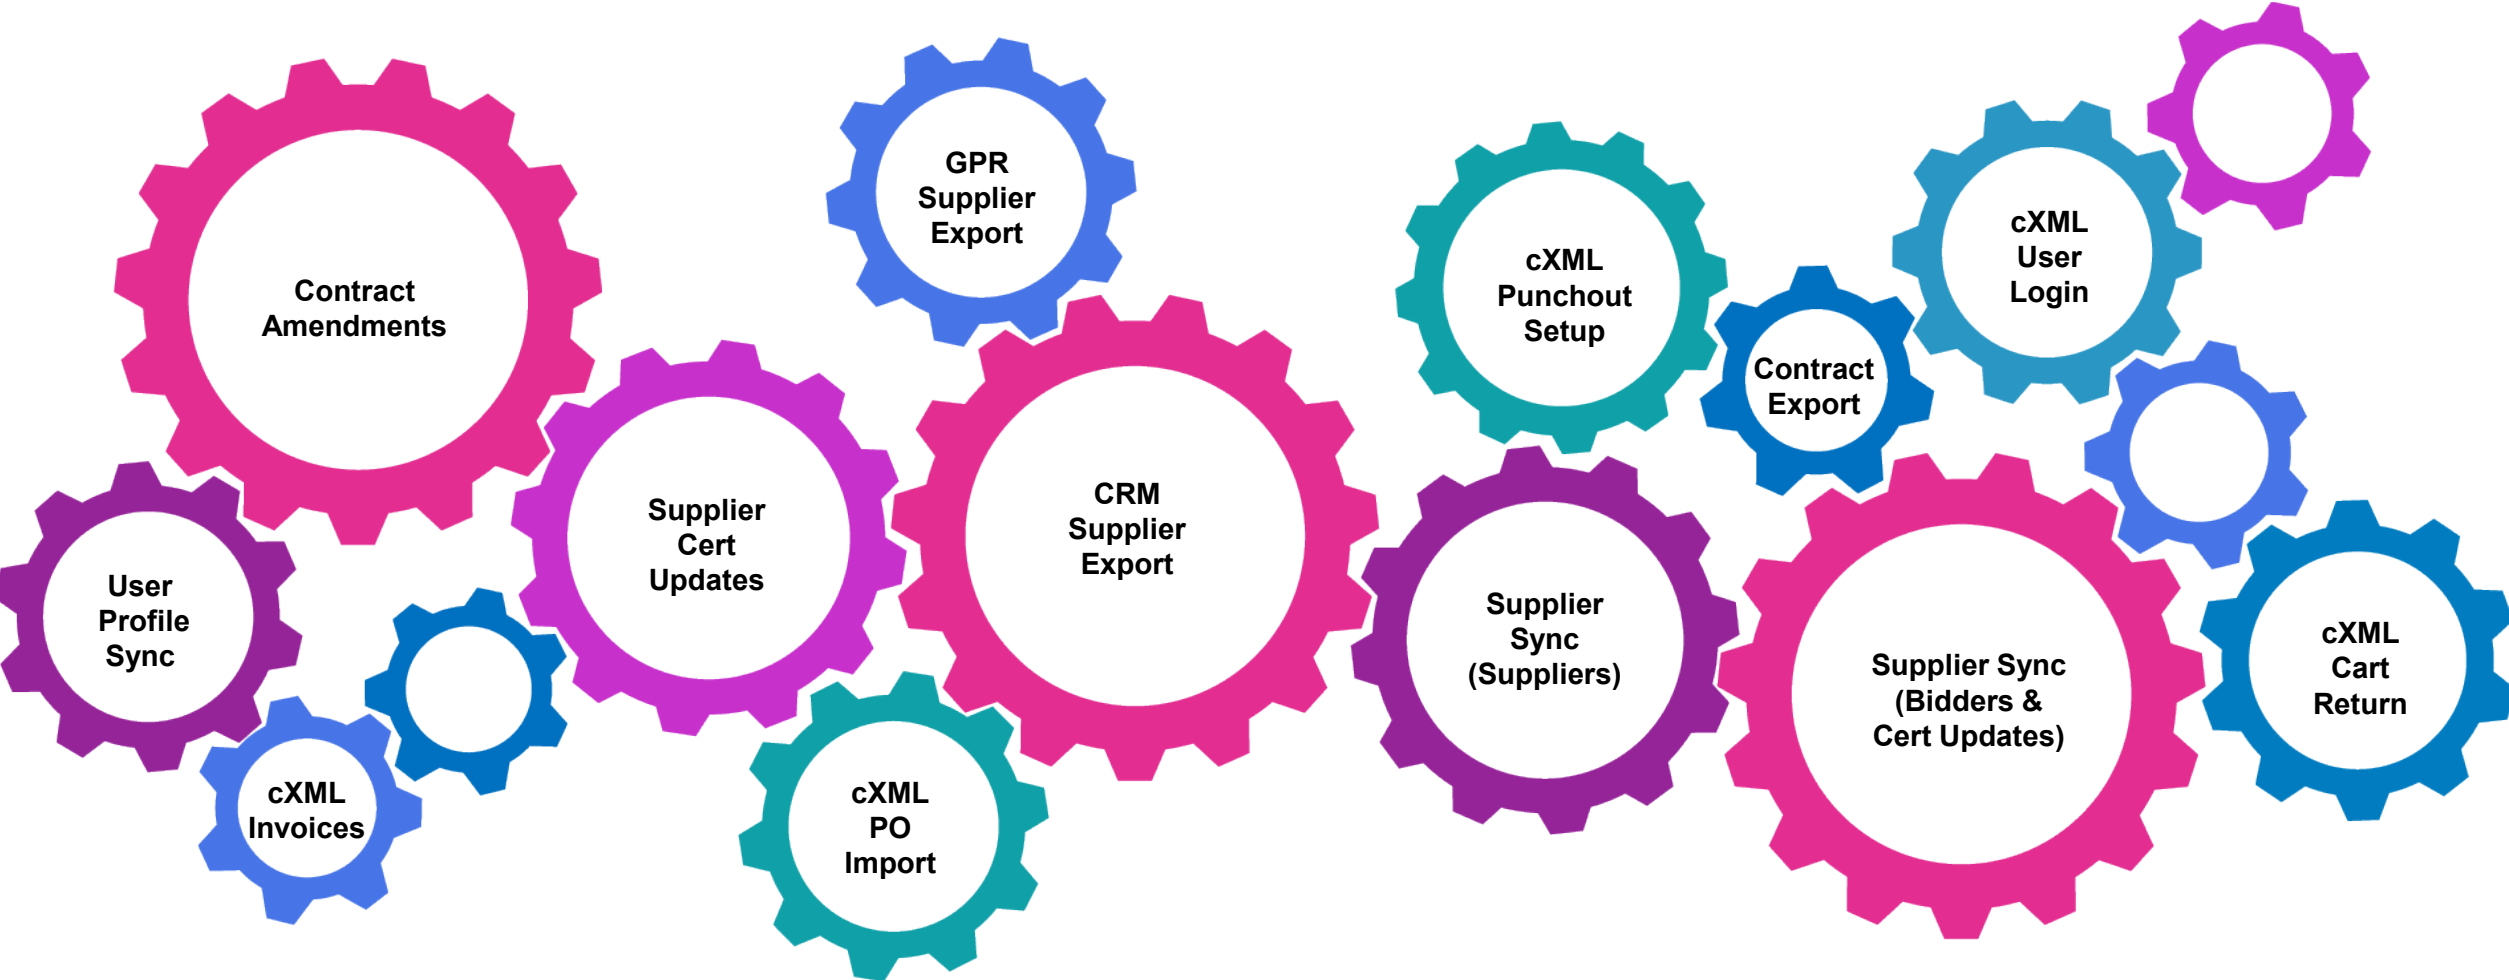 Contract
Amendments
GPR
Supplier
Export
cXML
Punchout
Setup
cXML
User
Login
Contract
Export
Supplier
Cert
Updates
CRM
Supplier
Export
User
Profile
Sync
Supplier
Sync
(Suppliers)
Supplier Sync
(Bidders &
Cert Updates)
cXML
Cart
Return
cXML
Invoices
cXML
PO
Import